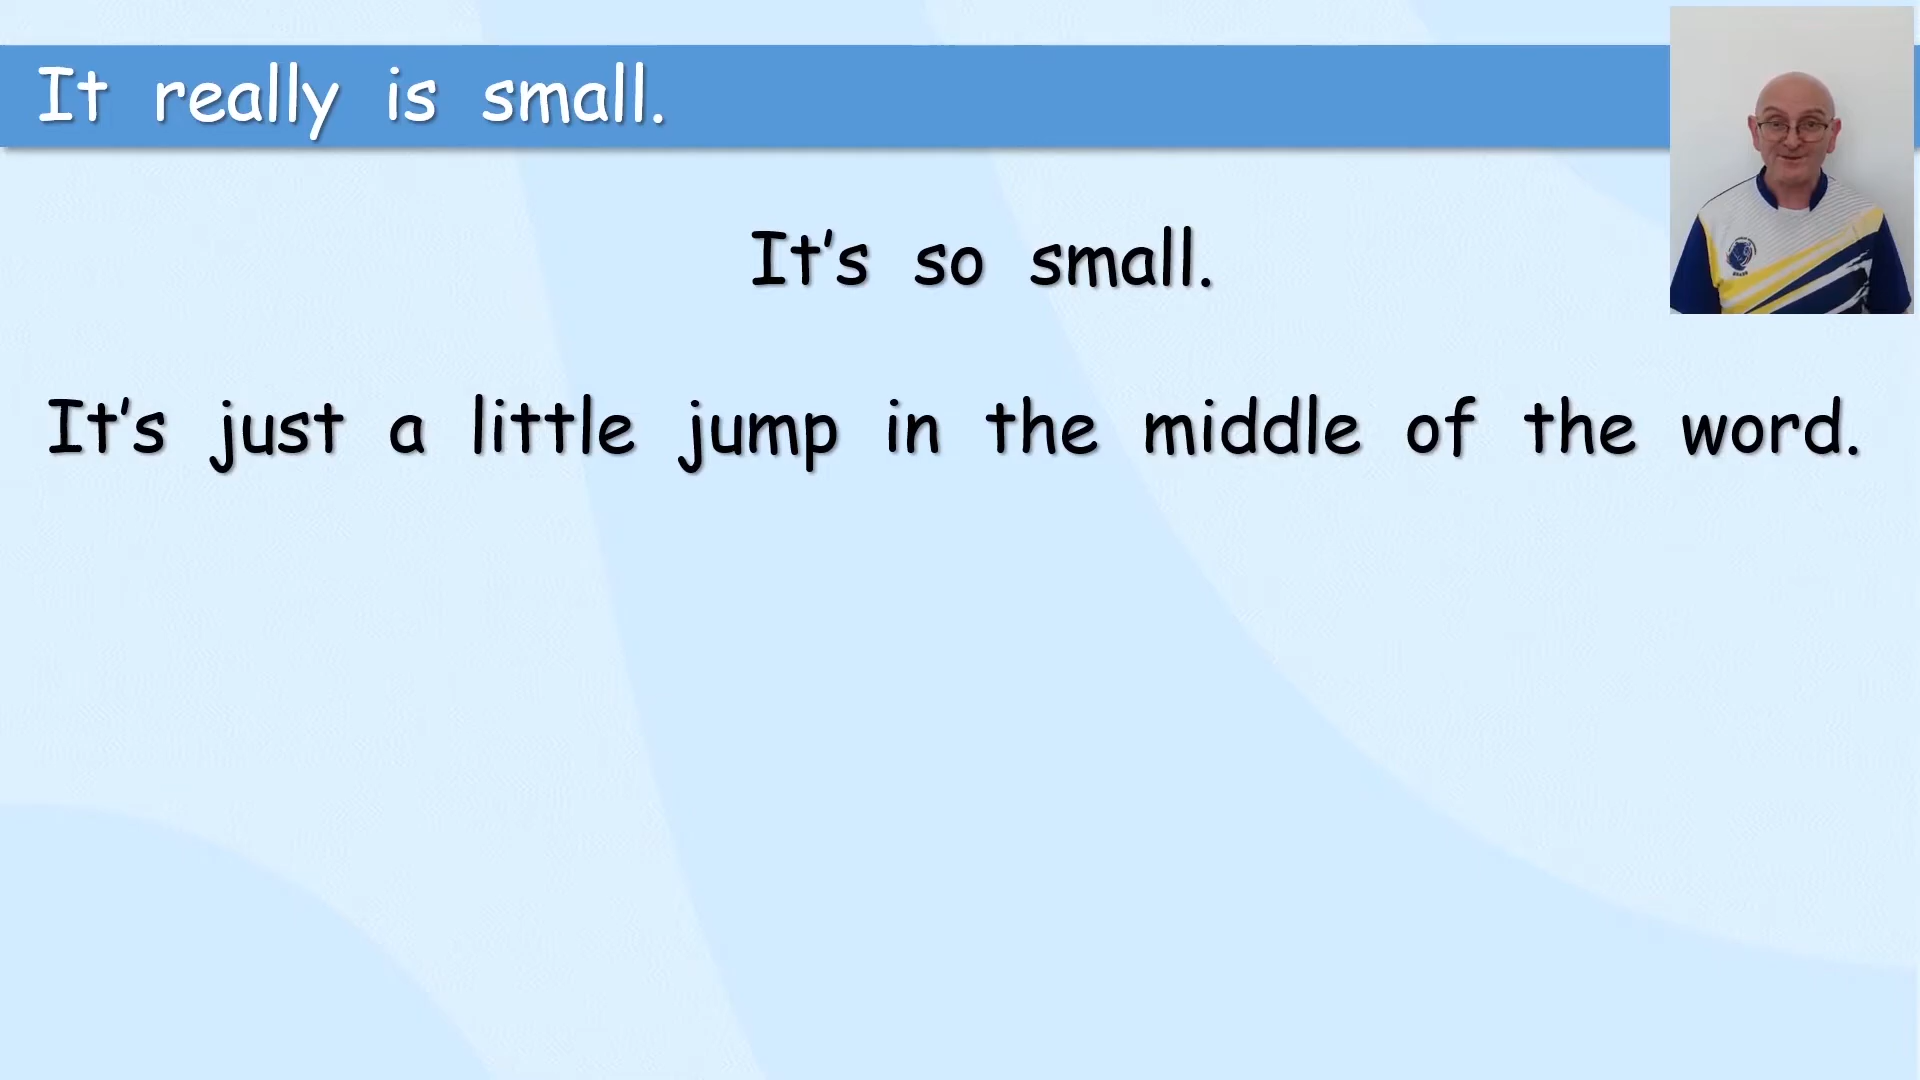 It really is small.
It's so small.
It's just a little jump in the middle of the word.